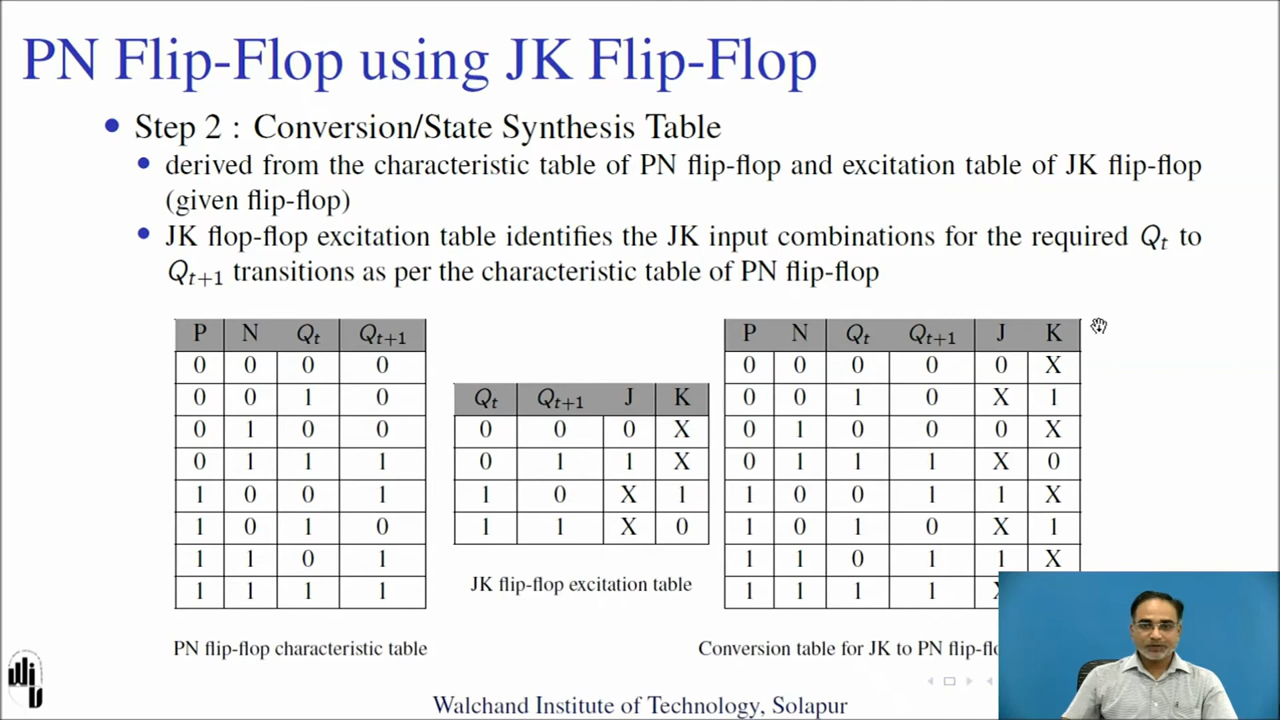 PN Flip-Flop using JK Flip-Flop
Step 2 : Conversion/State Synthesis Table
derived from the characteristic table of PN flip-flop and excitation table of JK flip-flop
(given flip-flop)
JK flop-flop excitation table identifies the JK input combinations for the required Qt to
Qt+1 transitions as per the characteristic table of PN flip-flop
P N Qt Qt+1
0 0 0 0
0 0 1 0
0 1 0 0
0 1 1 1
1 0 0 1
1 0 1 0
1 1 0 1
1 1 1 1
PN flip-flop characteristic table
Qt Qt+1 J K
0 0 0 X
0 1 1 X
1 0 X 1
1 1 X 0
JK flip-flop excitation table
P N Qt Qt+1 J K
0 0 0 0 0 X
0 0 1 0 X 1
0 1 0 0 0 X
0 1 1 1 X 0
1 0 0 1 1 X
1 0 1 0 X 1
1 1 0 1 1 X
1 1 1 1
Conversion table for JK to PN
Walchand Institute of Technology, Solapur